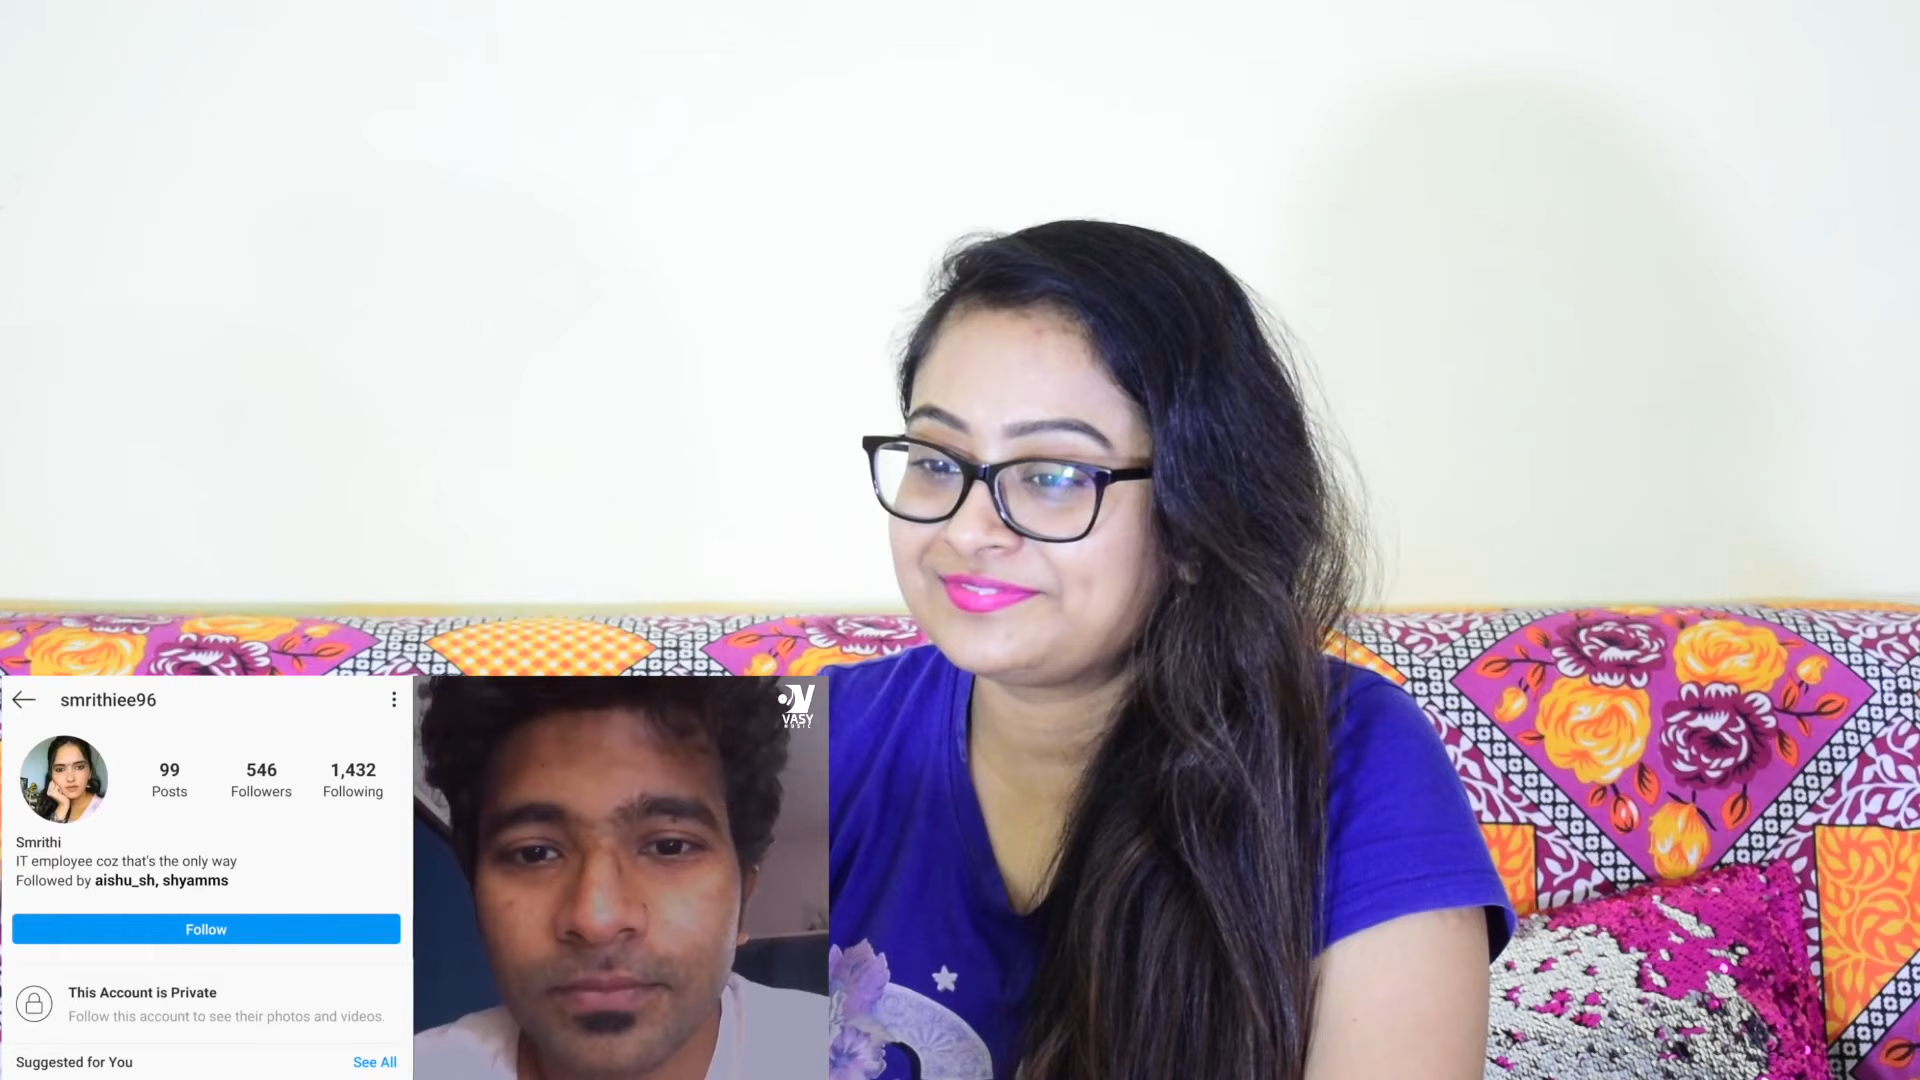 smrithiee96
99 546 1,432
Posts Followers Following
Smrithi
IT employee coz that's the only way
Followed by aishu_sh, shyamms
Follow
This Account is Private
Follow this account to see their photos and videos.
Suggested for You See All
VASY
MUSIC